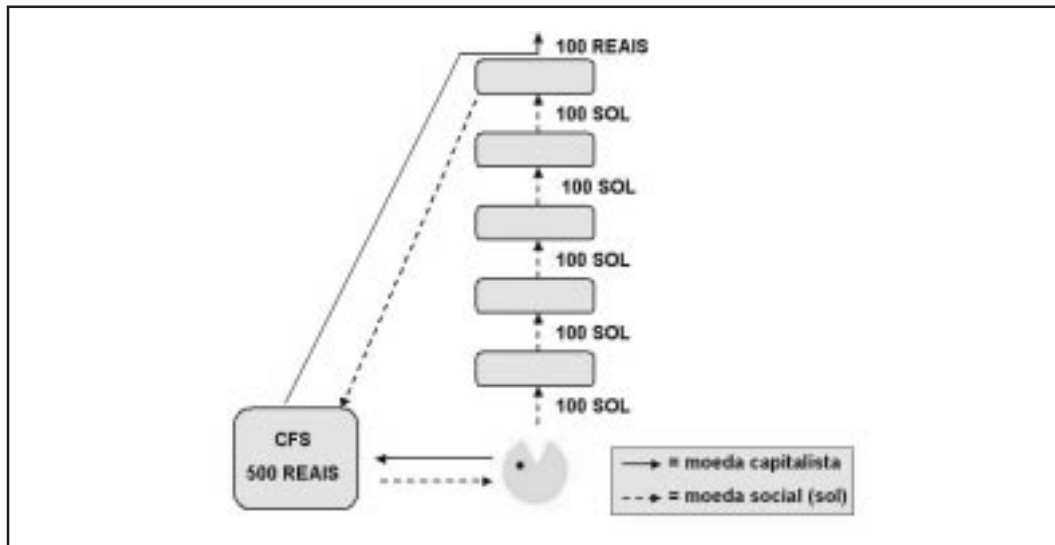 100 REAIS
100 SOL
100 SOL
100 SOL
100 SOL
100 SOL
CFS
500 REAIS
= moeda capitalista
= moeda social (sol)